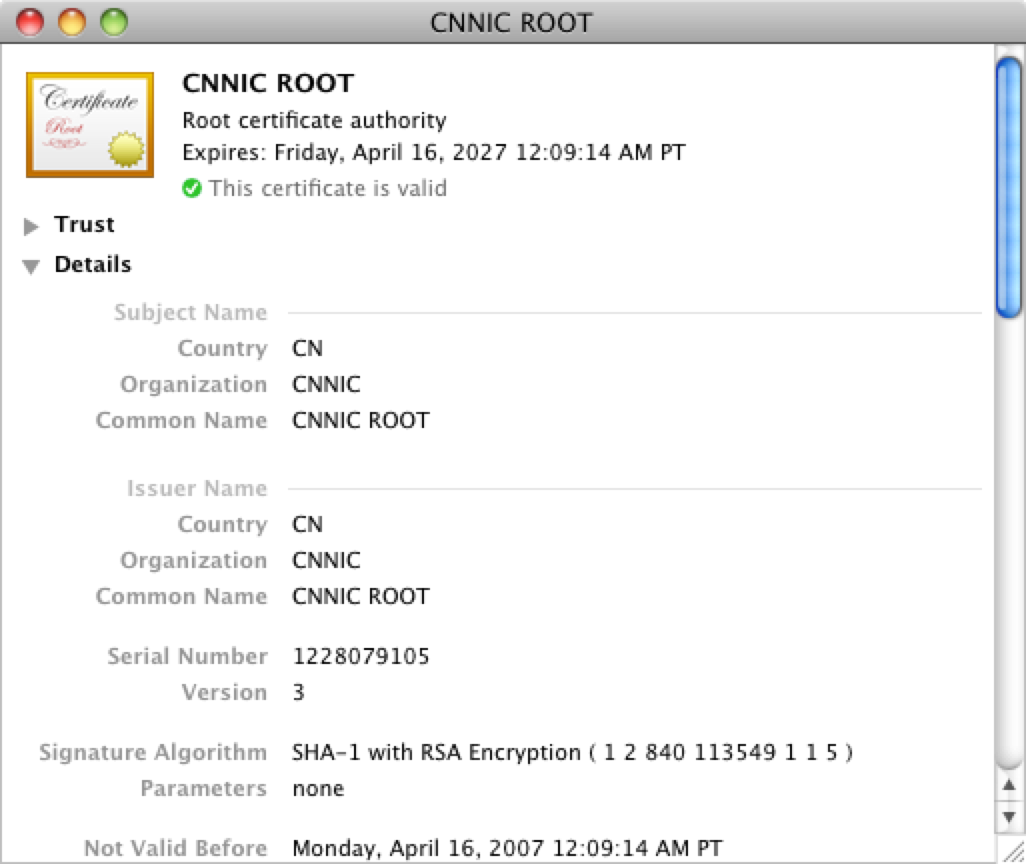 CNNIC ROOT
Certificate
Root
CNNIC ROOT
Root certificate authority
Expires: Friday, April 16, 2027 12:09:14 AM PT
This certificate is valid
Trust
Details
Subject Name
Country CN
Organization CNNIC
Common Name CNNIC ROOT
Issuer Name
Country CN
Organization CNNIC
Common Name CNNIC ROOT
Serial Number 1228079105
Version 3
Signature Algorithm SHA-1 with RSA Encryption ( 1 2 840 113549 1 1 5 )
Parameters none
Not Valid Before Monday, April 16, 2007 12:09:14 AM PT